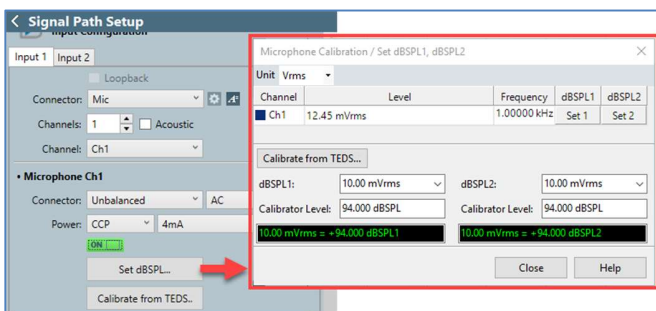 Signal Path Setup
Input Configuration
Input 1 Input 2
Loopback
Connector: Mic
Channels: 1 Acoustic
Channel: Ch1
• Microphone Ch1
Connector: Unbalanced AC
Power: CCP 4mA
ON
Set dBSPL...
Calibrate from TEDS..
Microphone Calibration / Set dBSPL1, dBSPL2
Unit Vrms
Channel Level Frequency dBSPL1 dBSPL2
Ch1 12.45 mVrms 1.00000 kHz Set 1 Set 2
Calibrate from TEDS...
dBSPL1: 10.00 mVrms dBSPL2: 10.00 mVrms
Calibrator Level: 94.000 dBSPL Calibrator Level: 94.000 dBSPL
10.00 mVrms = +94.000 dBSPL1 10.00 mVrms = +94.000 dBSPL2
Close Help